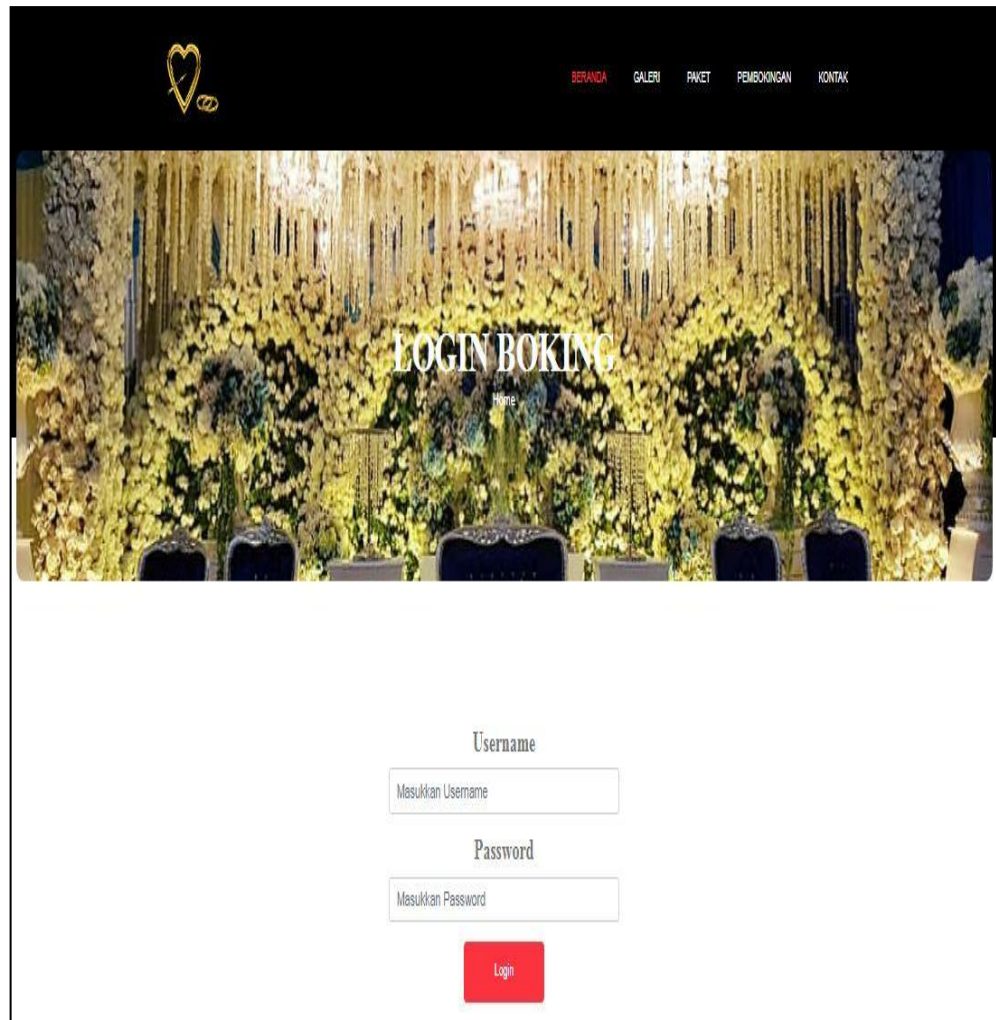 BERANDA GALERI PAKET PEMBOKINGAN KONTAK
LOGIN BOKING
Home
Username
Masukkan Username
Password
Masukkan Password
Login